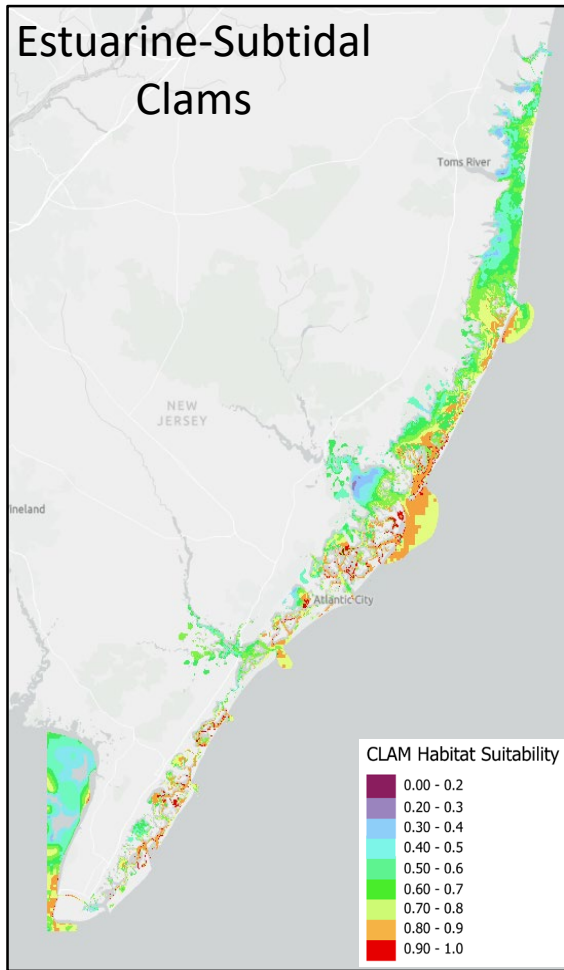 Estuarine-Subtidal
Clams
Toms River
NEW
JERSEY
ineland
Atlantic City
CLAM Habitat Suitability
0.00 - 0.2
0.20 - 0.3
0.30 - 0.4
0.40 - 0.5
0.50 - 0.6
0.60 - 0.7
0.70 - 0.8
0.80 - 0.9
0.90 - 1.0